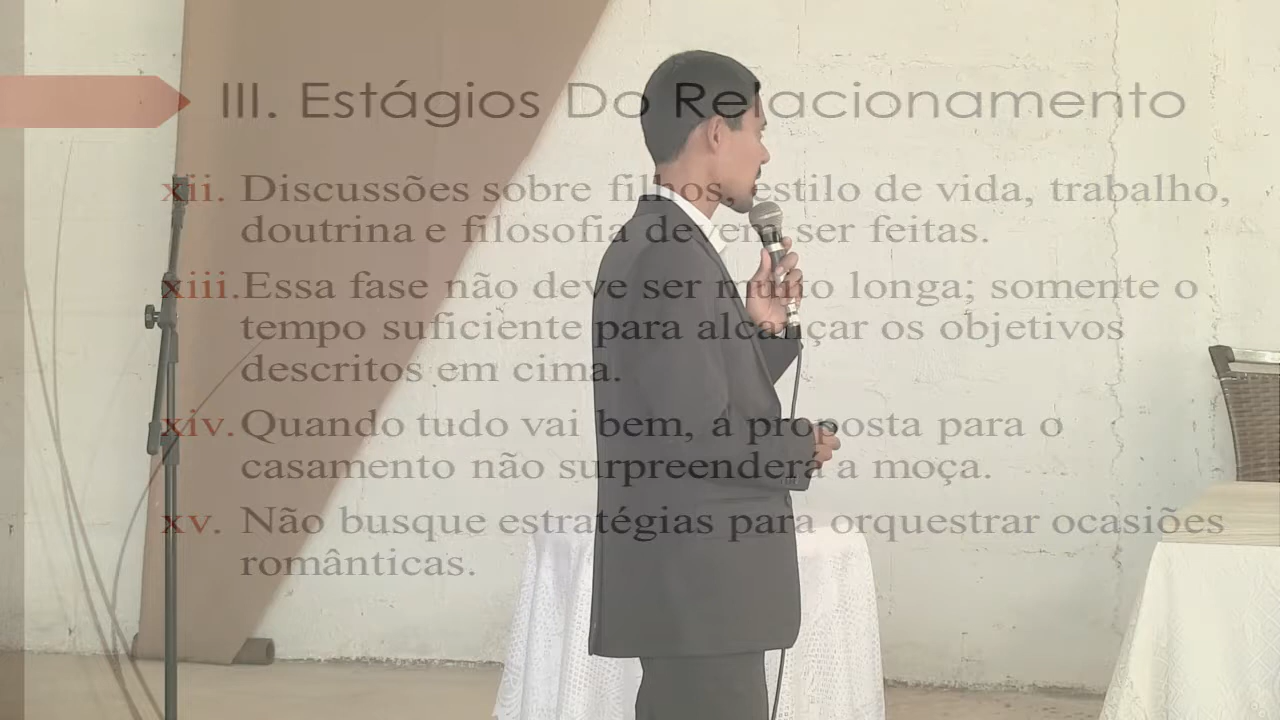 III. Estágios Do Relacionamento
xii. Discussões sobre filhos, estilo de vida, trabalho,
doutrina e filosofia devem ser feitas.
xiii. Essa fase não deve ser muito longa; somente o
tempo suficiente para alcançar os objetivos
descritos em cima.
xiv. Quando tudo vai bem, a proposta para o
casamento não surpreenderá a moça.
xv. Não busque estratégias para orquestrar ocasiões
românticas.